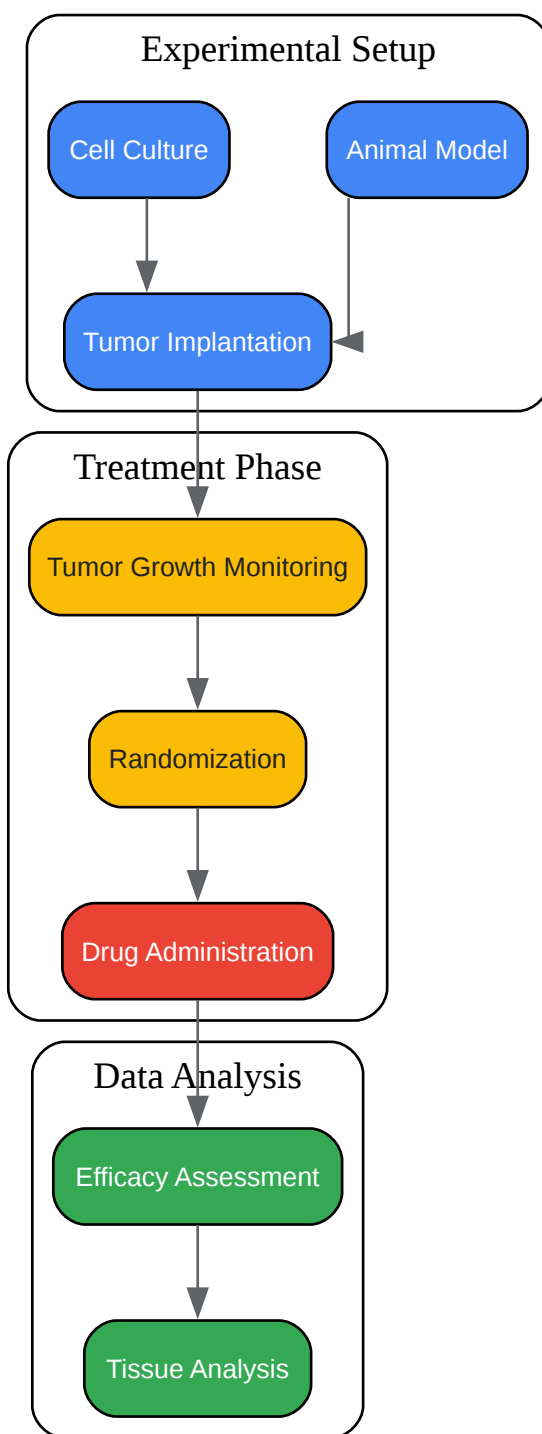 Experimental Setup
Cell Culture
Animal Model
Tumor Implantation
Treatment Phase
Tumor Growth Monitoring
Randomization
Drug Administration
Data Analysis
Efficacy Assessment
Tissue Analysis